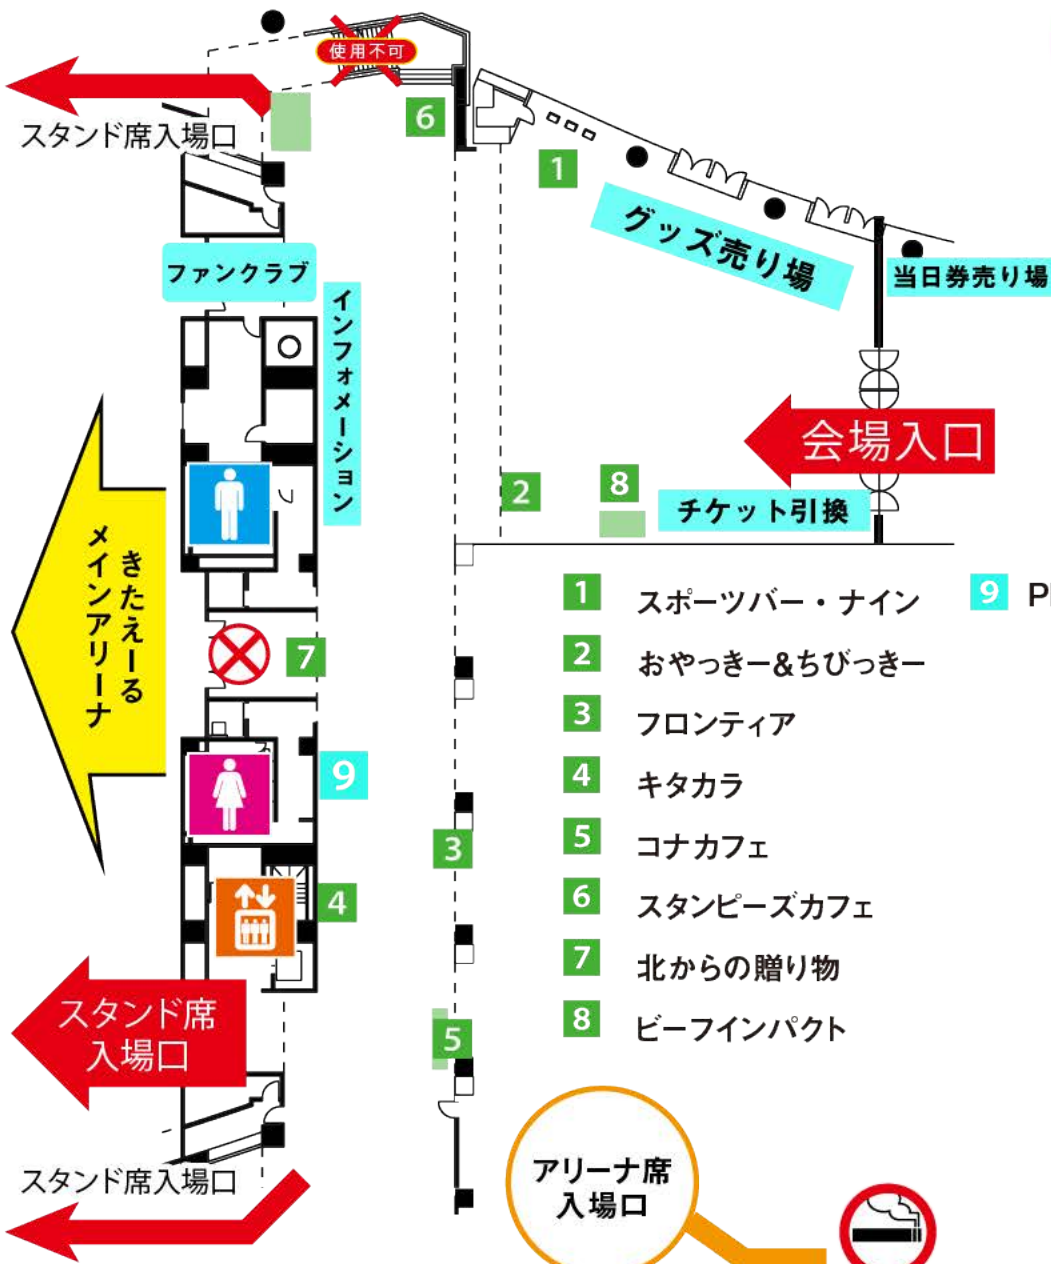 使用不可
スタンド席入場口
6
1
グッズ売り場
ファンクラブ
当日券売り場
インフォメーション
会場入口
2
8
チケット引換
きたえーる
メインアリーナ
7
9
3
4
5
スタンド席
入場口
スタンド席入場口
1 スポーツバー・ナイン
9
2 おやっきー&ちびっきー
3 フロンティア
4 キタカラ
5 コナカフェ
6 スタンピーズカフェ
7 北からの贈り物
8 ビーフインパクト
アリーナ席
入場口